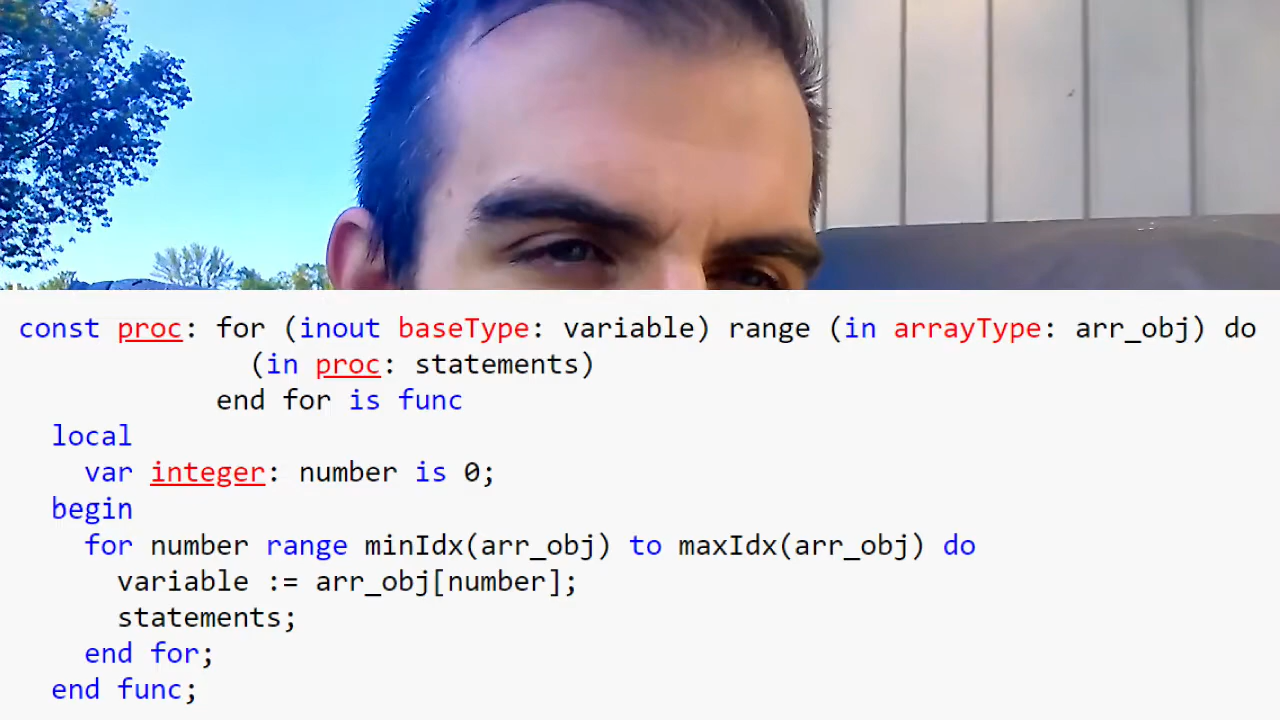 const proc: for (inout baseType: variable) range (in arrayType: arr_obj) do
(in proc: statements)
end for is func
local
var integer: number is 0;
begin
for number range minIdx(arr_obj) to maxIdx(arr_obj) do
variable := arr_obj[number];
statements;
end for;
end func;